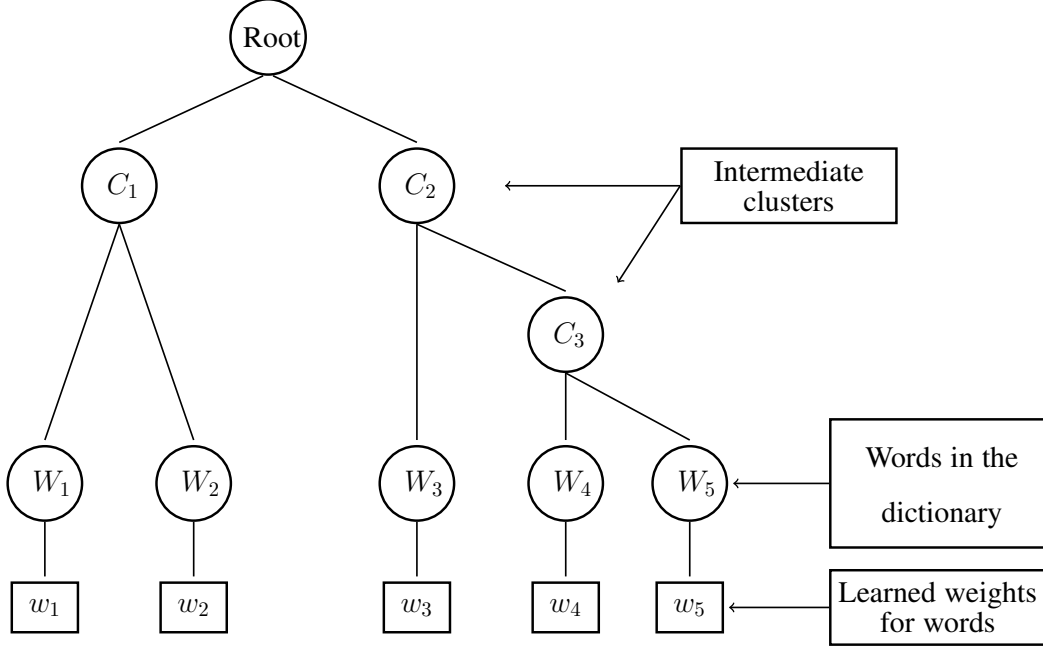 Root
C₁
C₂
Intermediate
clusters
C₃
W₁
W₂
W₃
W₄
W₅
Words in the
dictionary
w₁
w₂
w₃
w₄
w₅
Learned weights
for words